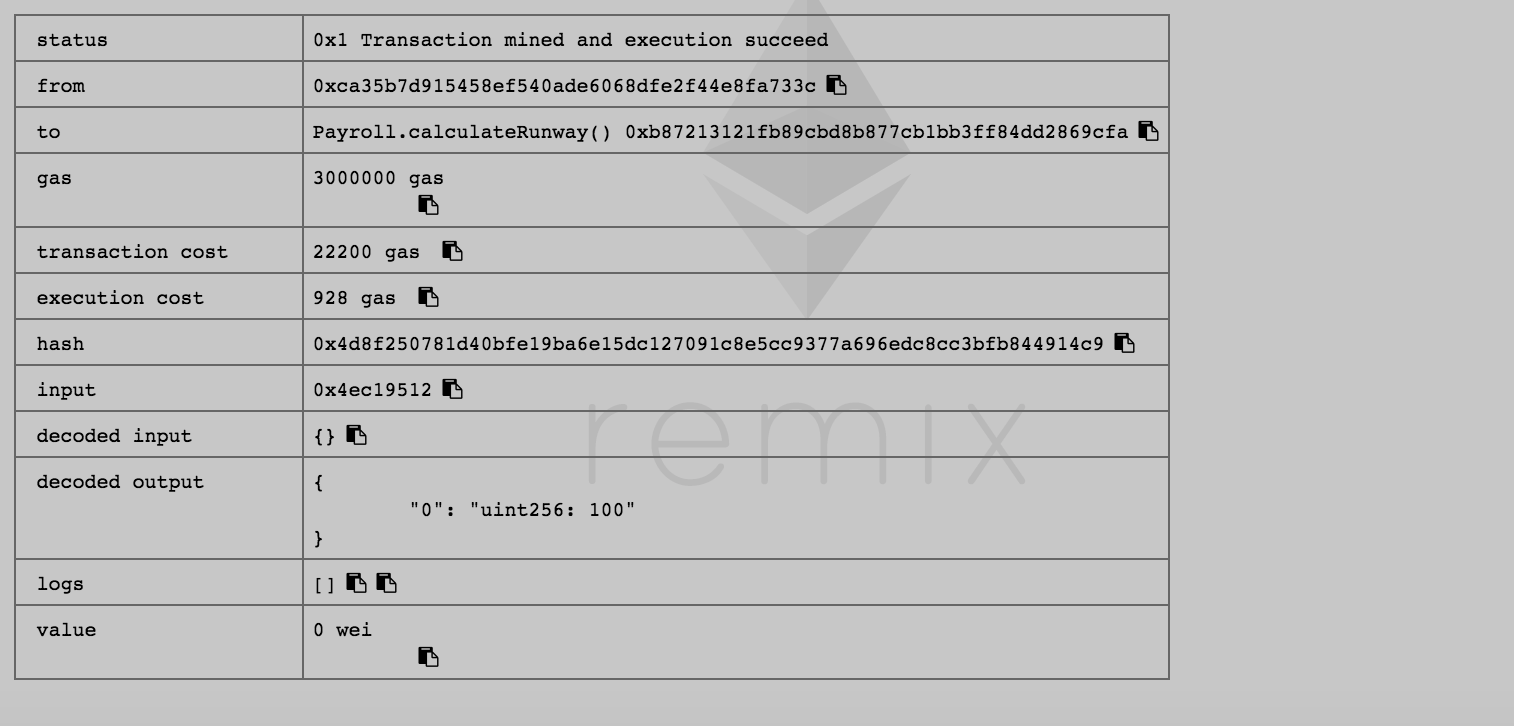 status 0x1 Transaction mined and execution succeed
from 0xca35b7d915458ef540ade6068dfe2f44e8fa733c
to Payroll.calculateRunway() 0xb87213121fb89cbd8b877cb1bb3ff84dd2869cfa
gas 3000000 gas
transaction cost 22200 gas
execution cost 928 gas
hash 0x4d8f250781d40bfe19ba6e15dc127091c8e5cc9377a696edc8cc3bfb844914c9
input 0x4ec19512
remix
decoded input {}
decoded output {
"0": "uint256: 100"
}
logs []
value 0 wei